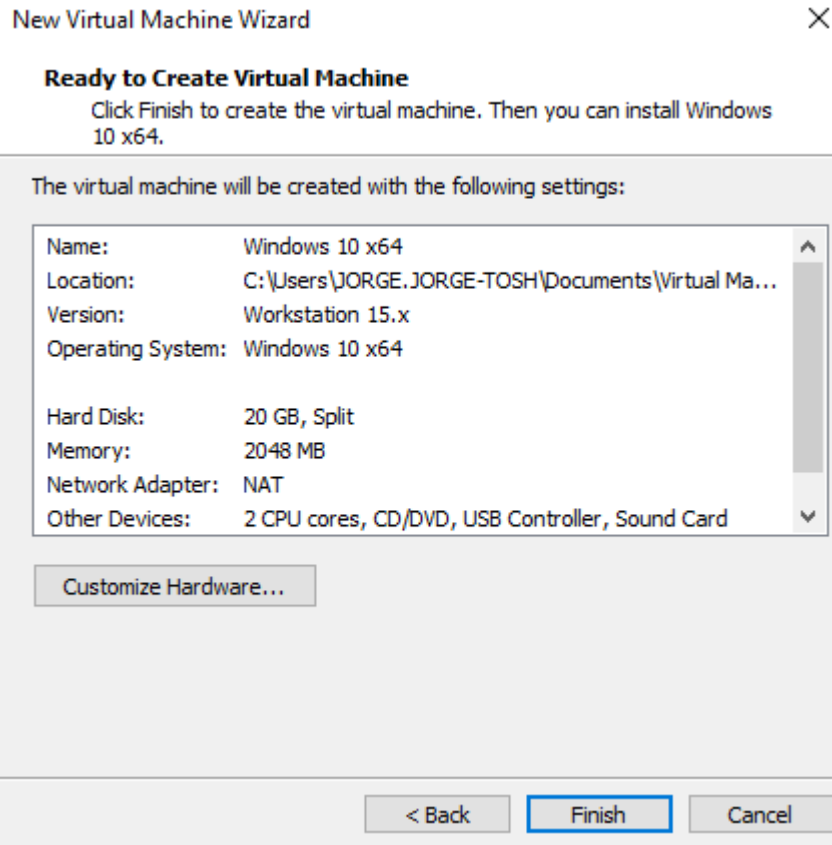 New Virtual Machine Wizard
Ready to Create Virtual Machine
Click Finish to create the virtual machine. Then you can install Windows
10 x64.
The virtual machine will be created with the following settings:
Name: Windows 10 x64
Location: C:\Users\JORGE.JORGE-TOSH\Documents\Virtual Ma...
Version: Workstation 15.x
Operating System: Windows 10 x64
Hard Disk: 20 GB, Split
Memory: 2048 MB
Network Adapter: NAT
Other Devices: 2 CPU cores, CD/DVD, USB Controller, Sound Card
Customize Hardware...
< Back Finish Cancel